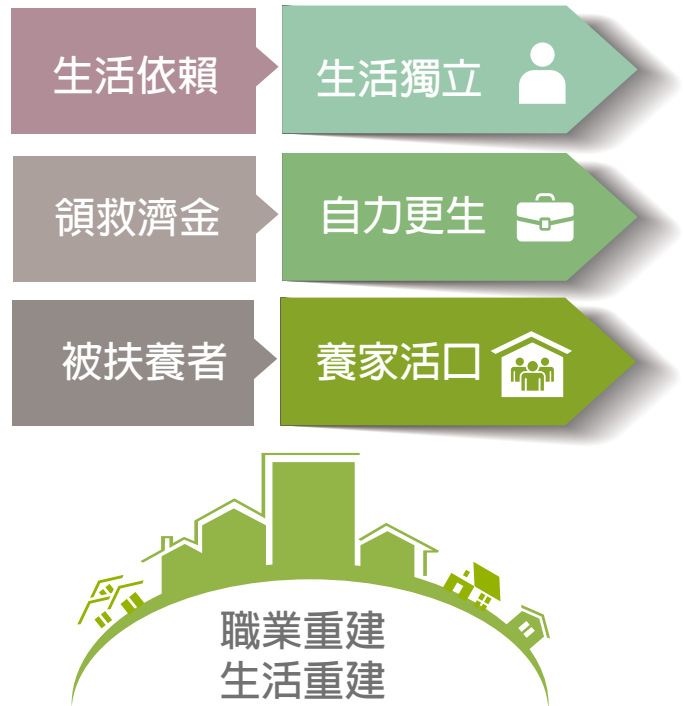 生活依賴
生活獨立
領救濟金
自力更生
被扶養者
養家活口
職業重建
生活重建